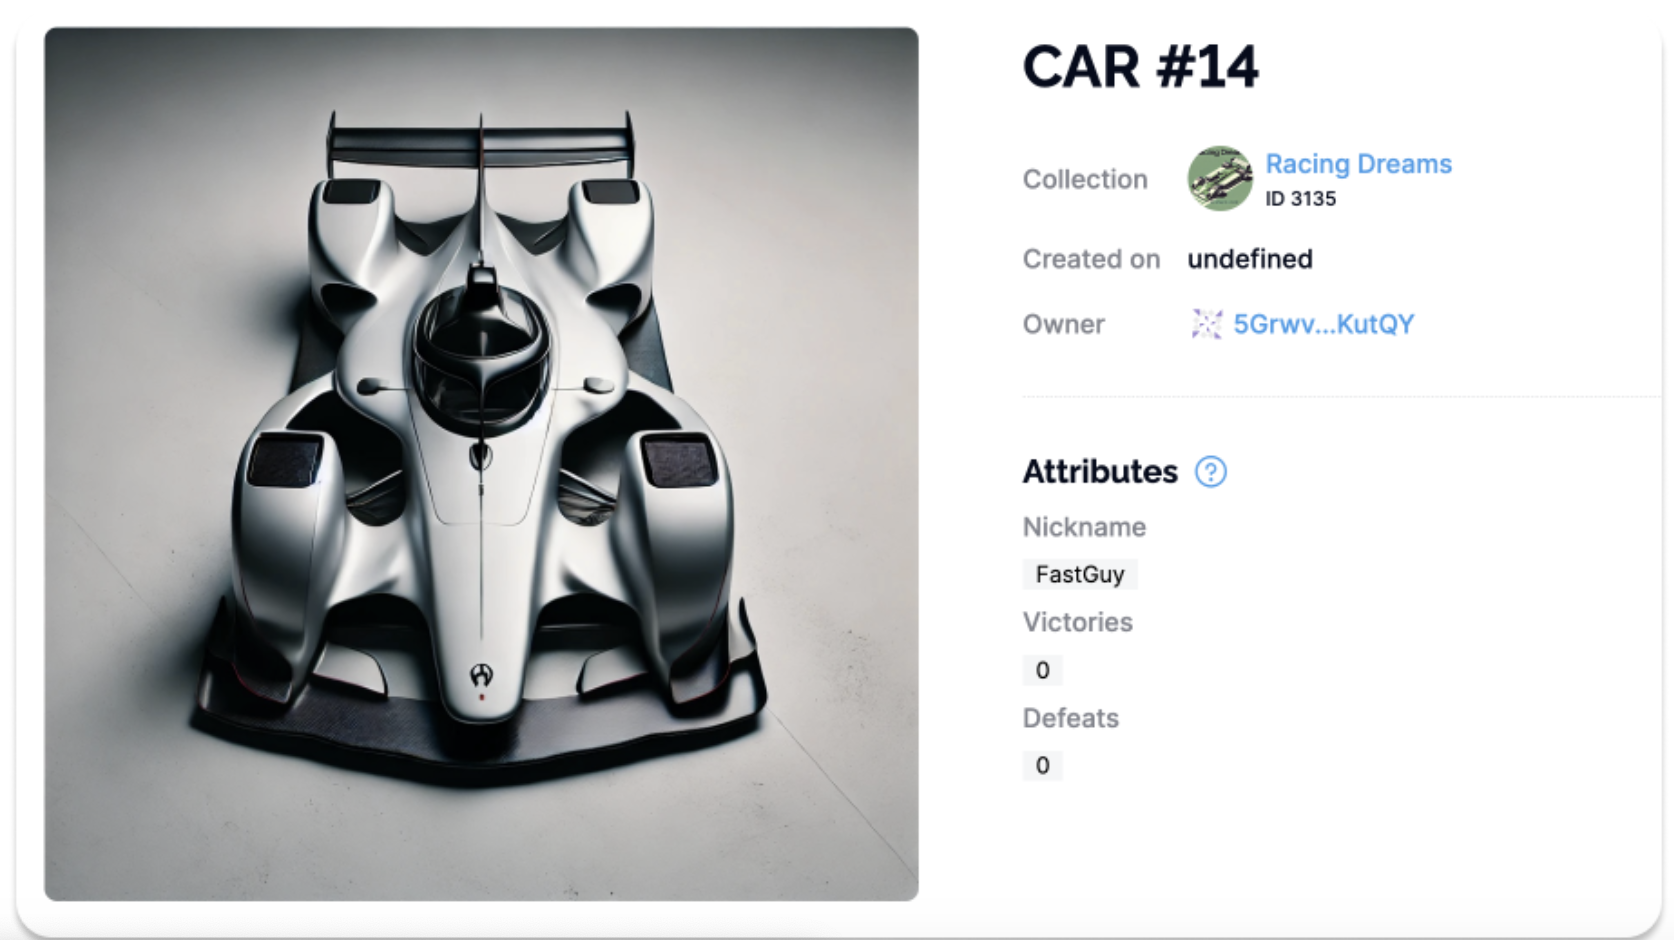 CAR #14
Collection
Racing Dreams
ID 3135
Created on undefined
Owner 5Grwv...KutQY
Attributes ?
Nickname
FastGuy
Victories
0
Defeats
0